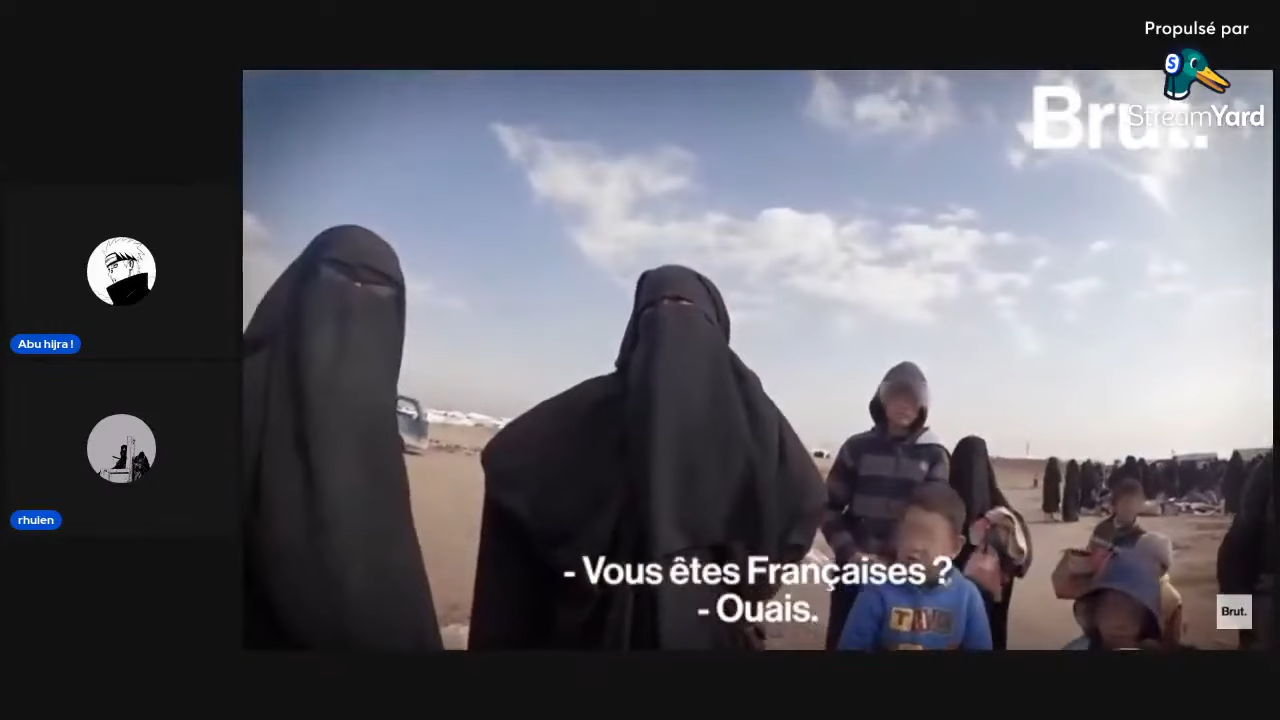 Propulsé par
StreamYard
Brut.
Abu hijra !
rhuien
- Vous êtes Françaises ?
- Ouais.
Brut.